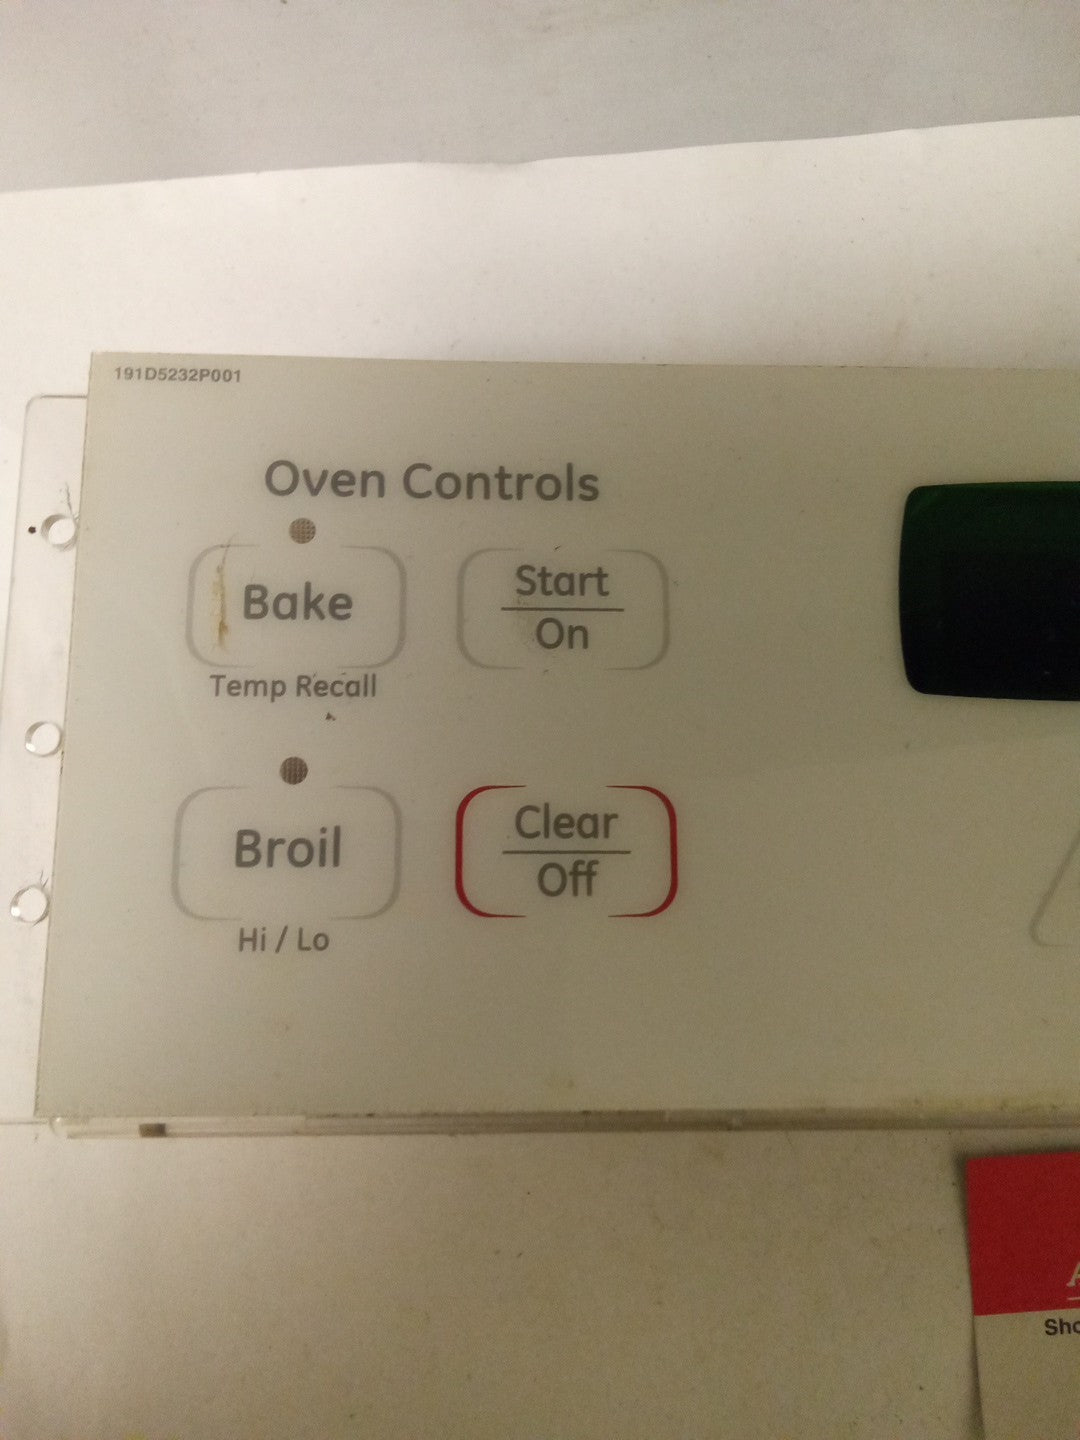 191D5232P001
Oven Controls
Bake
Temp Recall
Start
On
Broil
Hi / Lo
Clear
Off